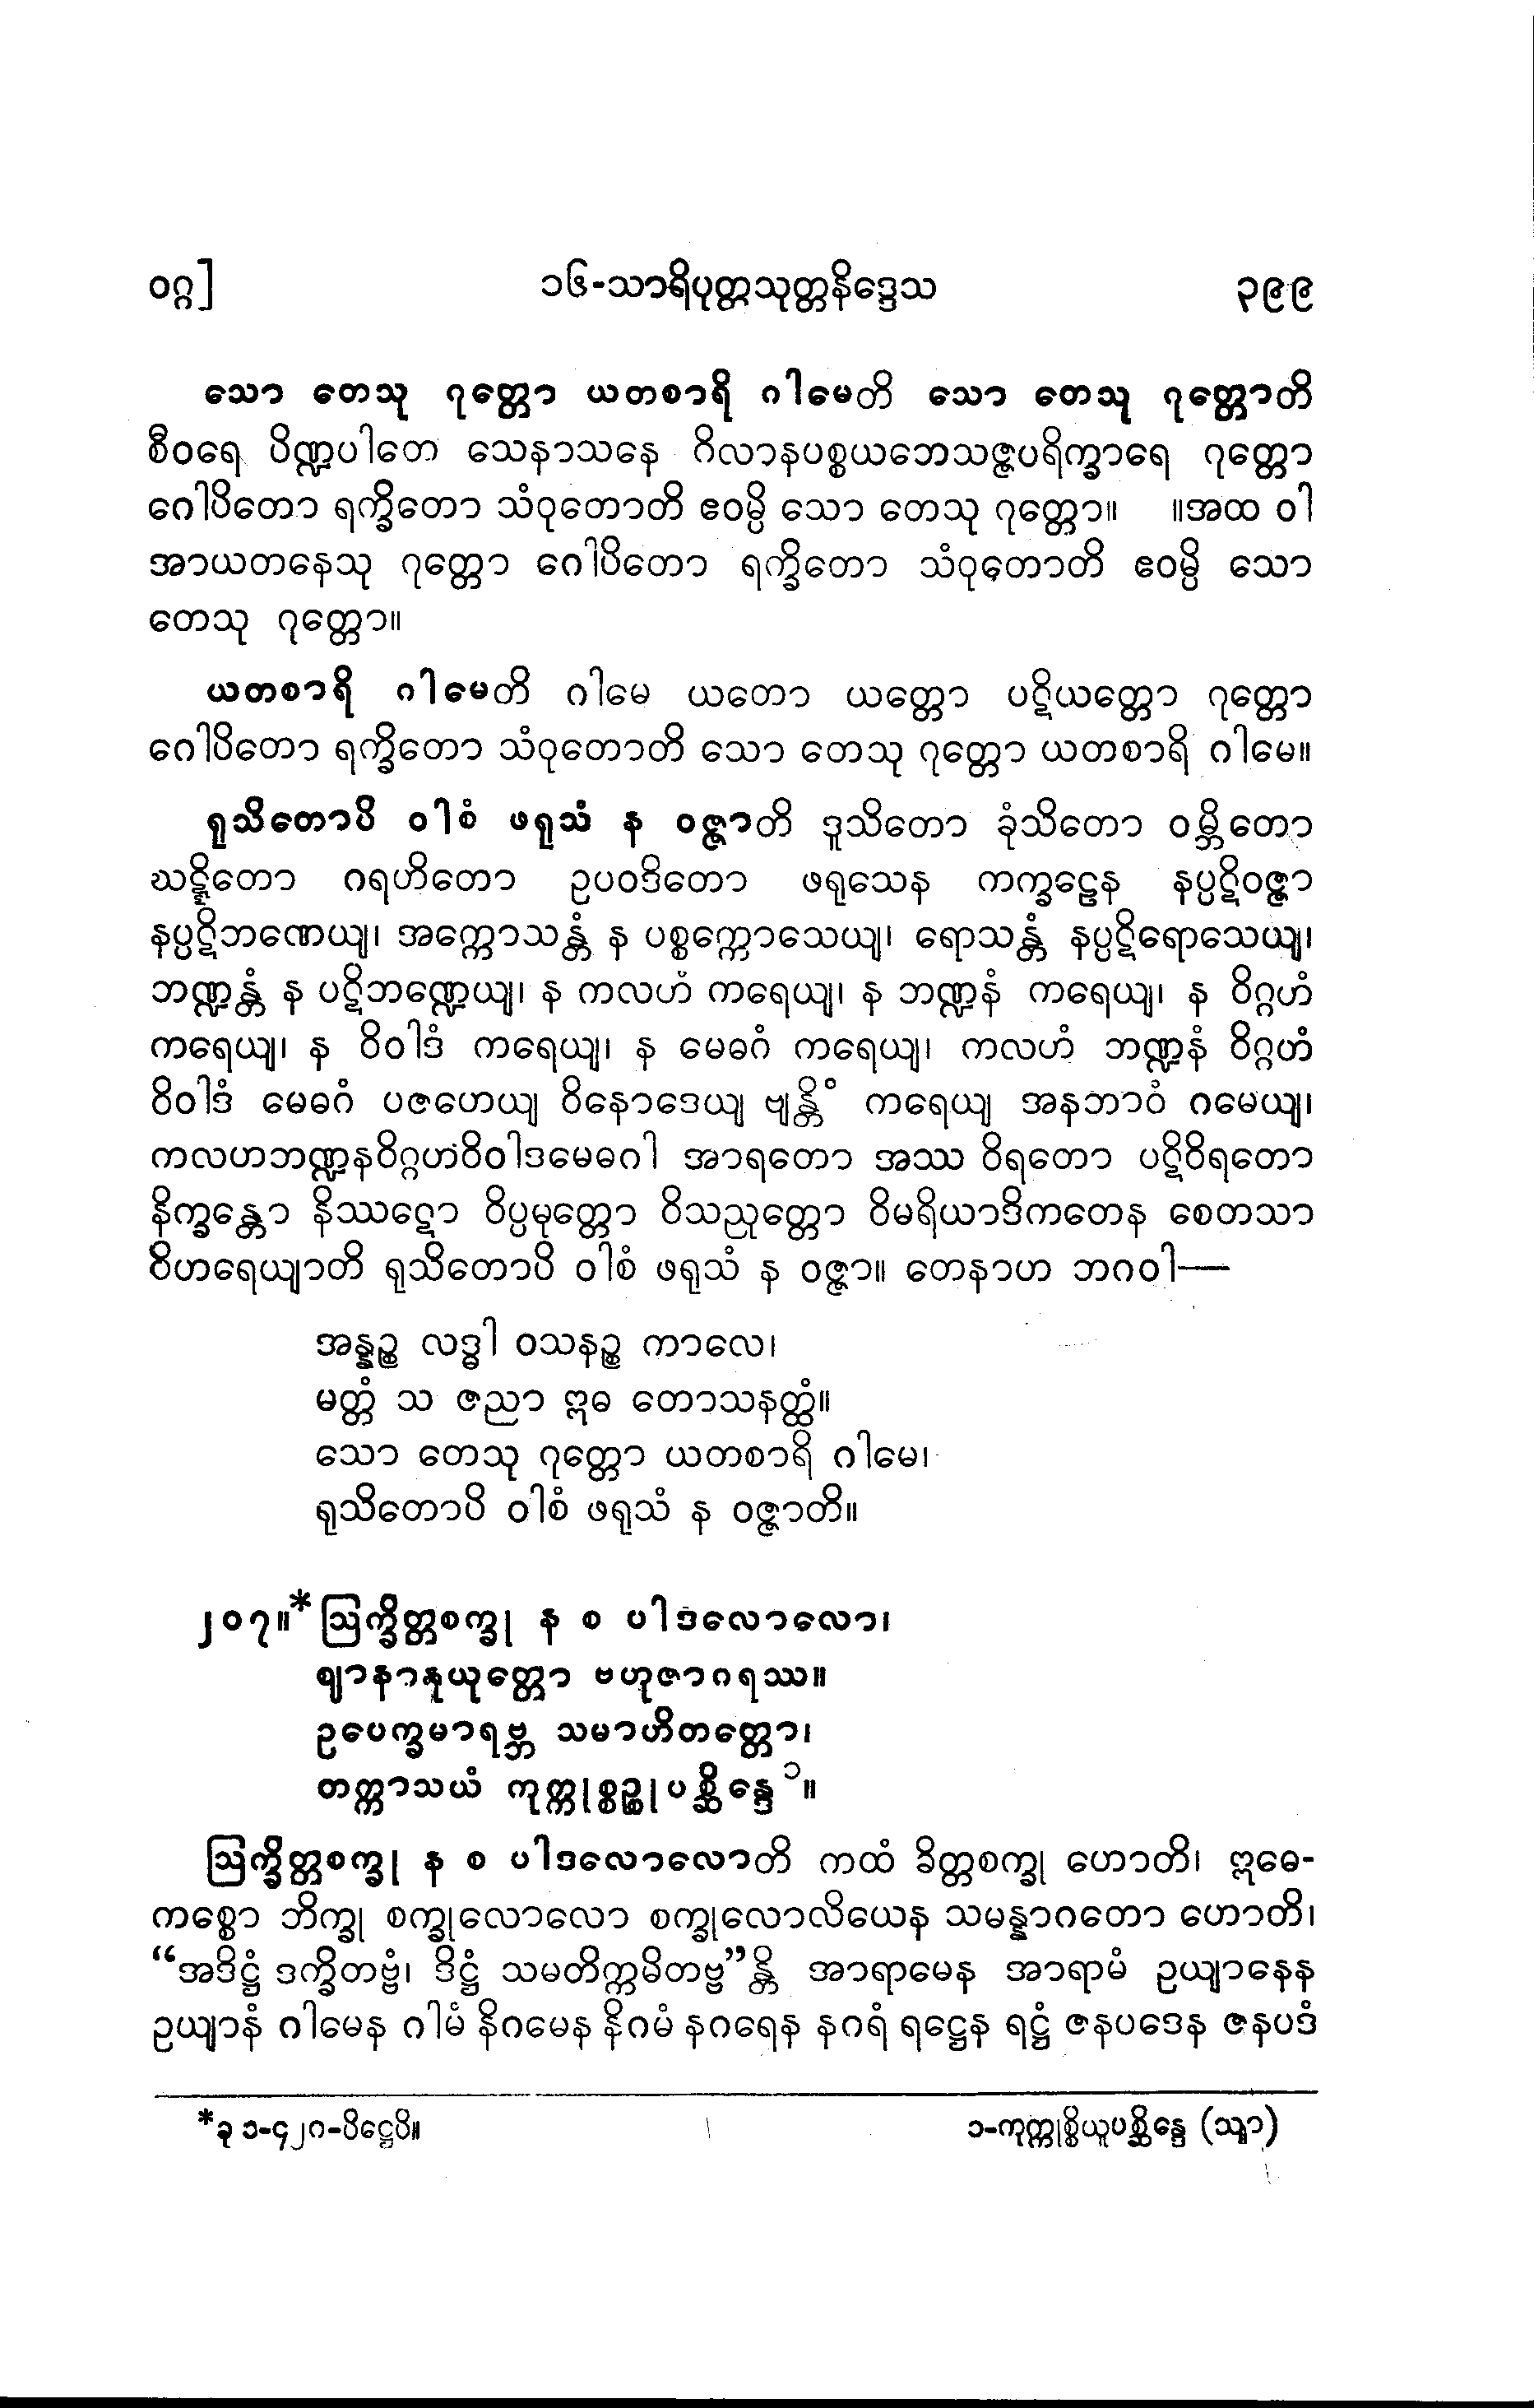 ဝဂ္ဂ] ၁၆-သာရိပုတ္တသုတ္တနိဒ္ဒေသ ၃၉၉
သော တေသု ဂုတ္တော ယတစာရိ ဂါမေတိ သော တေသု ဂုတ္တောတိ
စီဝရေ ပိဏ္ဍပါတေ သေနာသနေ ဂိလာနပစ္စယဘေသဇ္ဇပရိက္ခာရေ ဂုတ္တော
ဂေါပိတော ရက္ခိတော သံဝုတောတိ ဧဝမ္ပိ သော တေသု ဂုတ္တော။ ။အထ ဝါ
အာယတနေသု ဂုတ္တော ဂေါပိတော ရက္ခိတော သံဝုတောတိ ဧဝမ္ပိ သော
တေသု ဂုတ္တော။
ယတစာရိ ဂါမေတိ ဂါမေ ယတော ယတ္တော ပဋိယတ္တော ဂုတ္တော
ဂေါပိတော ရက္ခိတော သံဝုတောတိ သော တေသု ဂုတ္တော ယတစာရိ ဂါမေ။
ရုသိတောပိ ဝါစံ ဖရုသံ န ဝဇ္ဇာတိ ဒူသိတော ခုံသိတော ဝမ္ဘိတော
ဃဋ္ဋိတော ဂရဟိတော ဥပဝဒိတော ဖရုသေန ကက္ခဠေန နပ္ပဋိဝဇ္ဇာ
နပ္ပဋိဘဏေယျ၊ အက္ကောသန္တံ န ပစ္စက္ကောသေယျ၊ ရောသန္တံ နပ္ပဋိရောသေယျ၊
ဘဏ္ဍန္တံ န ပဋိဘဏ္ဍေယျ၊ န ကလဟံ ကရေယျ၊ န ဘဏ္ဍနံ ကရေယျ၊ န ဝိဂ္ဂဟံ
ကရေယျ၊ န ဝိဝါဒံ ကရေယျ၊ န မေဓဂံ ကရေယျ၊ ကလဟံ ဘဏ္ဍနံ ဝိဂ္ဂဟံ
ဝိဝါဒံ မေဓဂံ ပဇဟေယျ ဝိနောဒေယျ ဗျန္တိံ ကရေယျ အနဘာဝံ ဂမေယျ၊
ကလဟဘဏ္ဍနဝိဂ္ဂဟဝိဝါဒမေဓဂါ အာရတော အဿ ဝိရတော ပဋိဝိရတော
နိက္ခန္တော နိဿဋော ဝိပ္ပမုတ္တော ဝိသညုတ္တော ဝိမရိယာဒိကတေန စေတသာ
ဝိဟရေယျာတိ ရုသိတောပိ ဝါစံ ဖရုသံ န ဝဇ္ဇာ။ တေနာဟ ဘဂဝါ—
အန္နဉ္စ လဒ္ဓါ ဝသနဉ္စ ကာလေ၊
မတ္တံ သ ဇညာ ဣဓ တောသနတ္ထံ။
သော တေသု ဂုတ္တော ယတစာရိ ဂါမေ၊
ရုသိတောပိ ဝါစံ ဖရုသံ န ဝဇ္ဇာတိ။
၂၀၇။* ဩက္ခိတ္တစက္ခု န စ ပါဒလောလော၊
ဈာနာနုယုတ္တော ဗဟုဇာဂရဿ။
ဥပေက္ခမာရဗ္ဘ သမာဟိတတ္တော၊
တက္ကာသယံ ကုက္ကုစ္စဉ္စုပစ္ဆိန္ဒေ ၁။
ဩက္ခိတ္တစက္ခု န စ ပါဒလောလောတိ ကထံ ခိတ္တစက္ခု ဟောတိ၊ ဣဓေ-
ကစ္စော ဘိက္ခု စက္ခုလောလော စက္ခုလောလိယေန သမန္နာဂတော ဟောတိ၊
“အဒိဋ္ဌံ ဒက္ခိတဗ္ဗံ၊ ဒိဋ္ဌံ သမတိက္ကမိတဗ္ဗ”န္တိ အာရာမေန အာရာမံ ဥယျာနေန
ဥယျာနံ ဂါမေန ဂါမံ နိဂမေန နိဂမံ နဂရေန နဂရံ ရဋ္ဌေန ရဋ္ဌံ ဇနပဒေန ဇနပဒံ
*ခု ၁-၄၂ဂ-ပိဋ္ဌေပိ။ ၁-ကုက္ကုစ္စိယူပစ္ဆိန္ဒေ (သျာ)